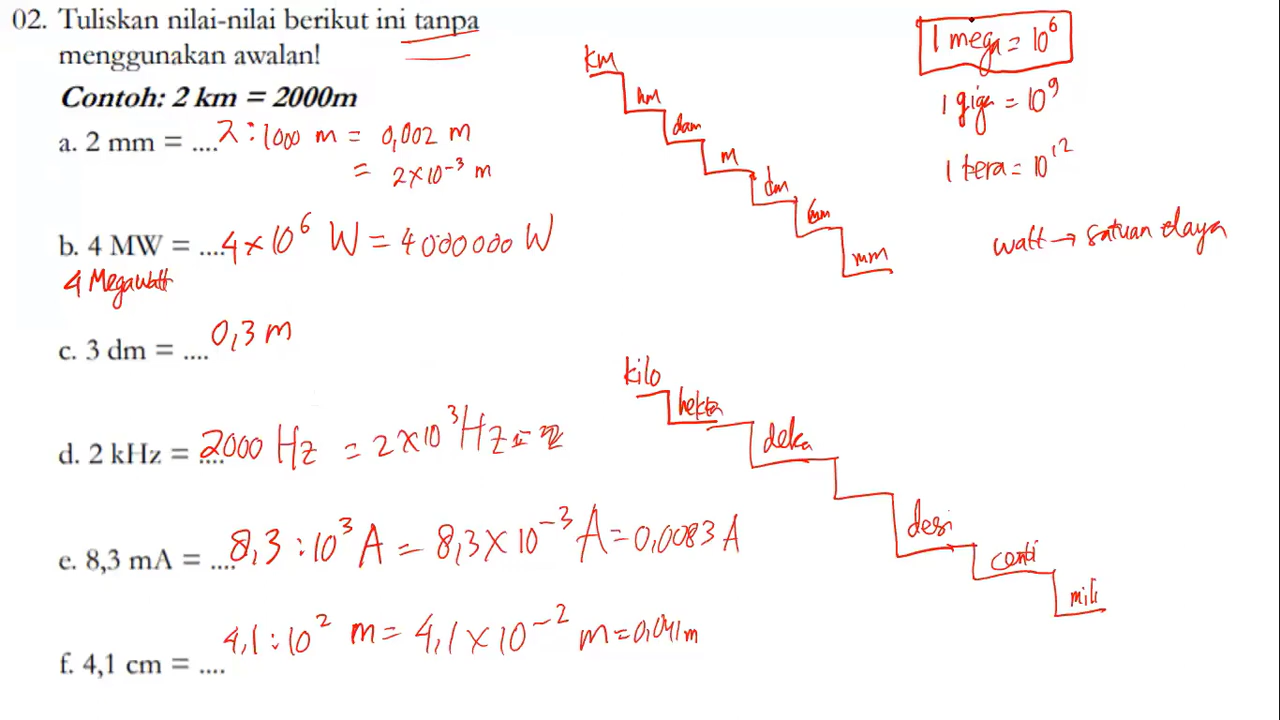 02. Tuliskan nilai-nilai berikut ini tanpa
menggunakan awalan!
Contoh: 2 km = 2000m
a. 2 mm = .... 2 : 1000 m = 0,002 m
= 2×10⁻³ m
b. 4 MW = .... 4×10⁶ W = 4000000 W
4 Megawatt
c. 3 dm = .... 0,3 m
d. 2 kHz = .... 2000 Hz = 2×10³ Hz =
e. 8,3 mA = .... 8,3 : 10³ A = 8,3×10⁻³ A = 0,0083 A
f. 4,1 cm = .... 4,1 : 10² m = 4,1×10⁻² m = 0,041 m
km
hm
dam
m
dm
mm
1 mega = 10⁶
1 giga = 10⁹
1 tera = 10¹²
watt → satuan daya
kilo
hekto
deka
desi
centi
mili